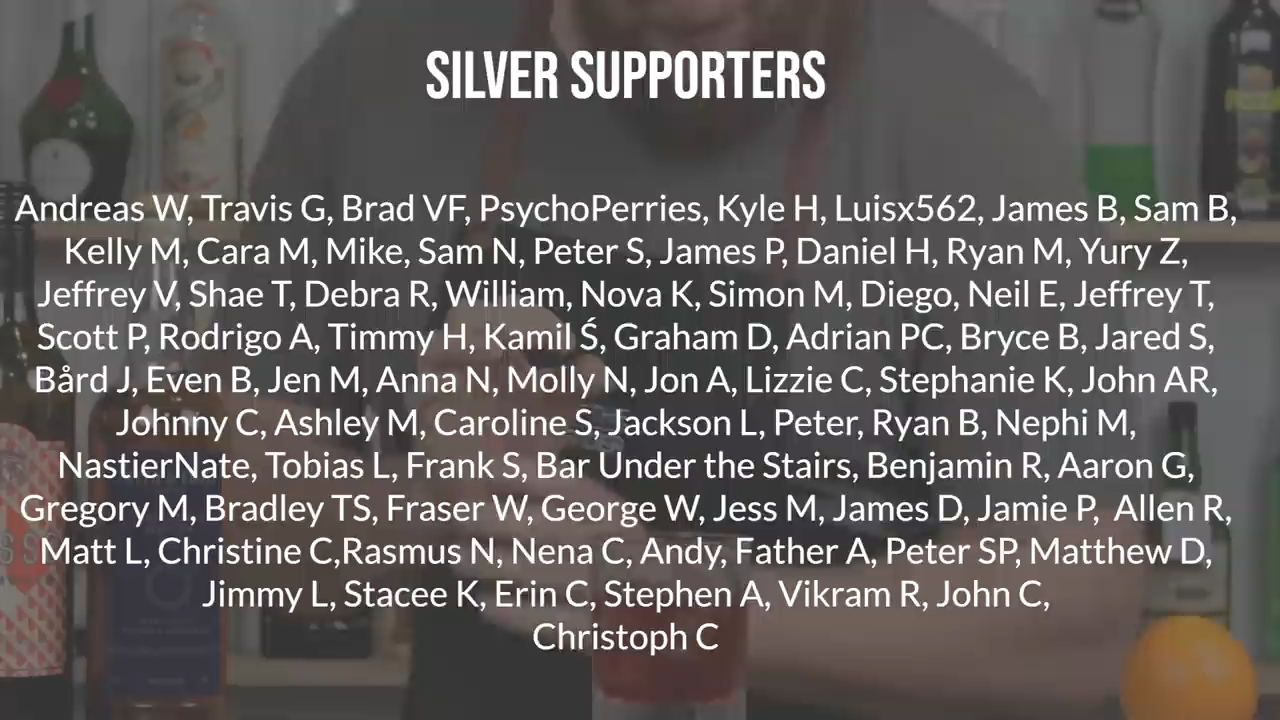 SILVER SUPPORTERS
Andreas W, Travis G, Brad VF, PsychoPerries, Kyle H, Luisx562, James B, Sam B,
Kelly M, Cara M, Mike, Sam N, Peter S, James P, Daniel H, Ryan M, Yury Z,
Jeffrey V, Shae T, Debra R, William, Nova K, Simon M, Diego, Neil E, Jeffrey T,
Scott P, Rodrigo A, Timmy H, Kamil Ś, Graham D, Adrian PC, Bryce B, Jared S,
Bård J, Even B, Jen M, Anna N, Molly N, Jon A, Lizzie C, Stephanie K, John AR,
Johnny C, Ashley M, Caroline S, Jackson L, Peter, Ryan B, Nephi M,
NastierNate, Tobias L, Frank S, Bar Under the Stairs, Benjamin R, Aaron G,
Gregory M, Bradley TS, Fraser W, George W, Jess M, James D, Jamie P, Allen R,
Matt L, Christine C,Rasmus N, Nena C, Andy, Father A, Peter SP, Matthew D,
Jimmy L, Stacee K, Erin C, Stephen A, Vikram R, John C,
Christoph C